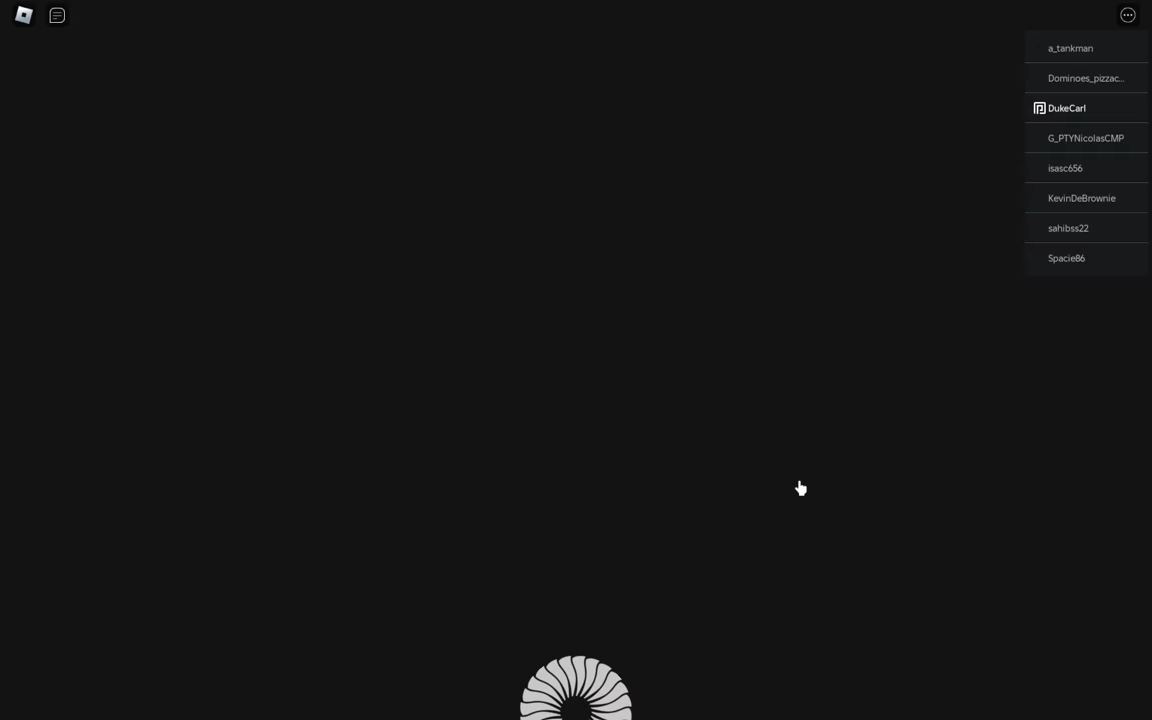 a_tankman
Dominoes_pizzac...
DukeCarl
G_PTYNicolasCMP
isasc656
KevinDeBrownie
sahibss22
Spacie86